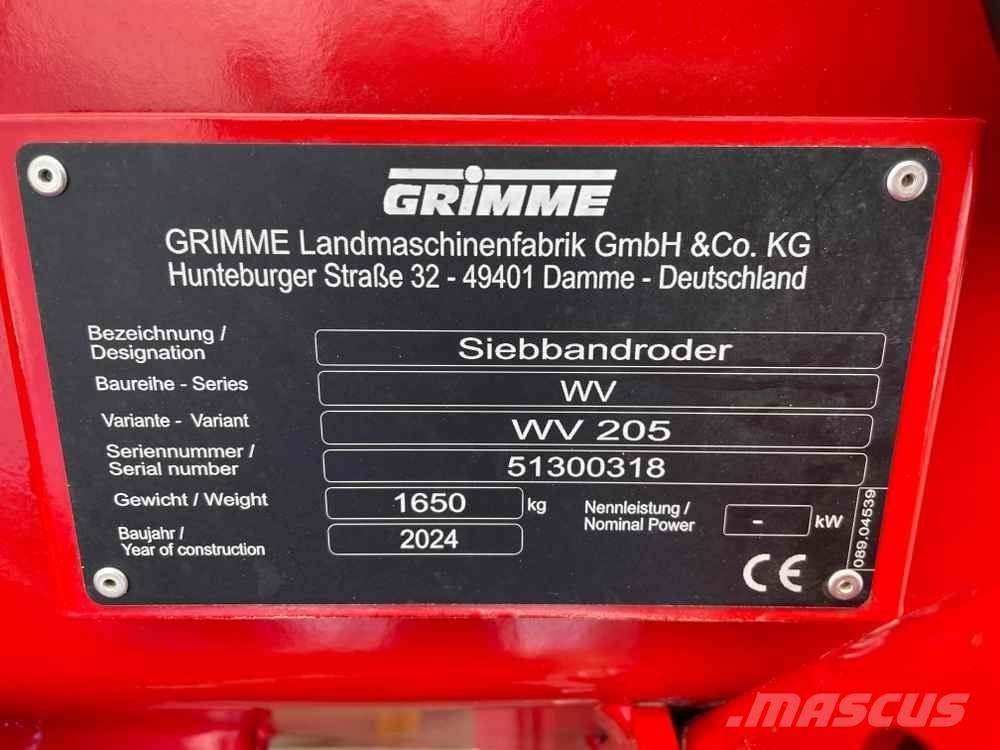 GRIMME
GRIMME Landmaschinenfabrik GmbH &Co. KG
Hunteburger Straße 32 - 49401 Damme - Deutschland
Bezeichnung /
Designation
Siebbandroder
Baureihe - Series
WV
Variante - Variant
WV 205
Seriennummer /
Serial number
51300318
Gewicht / Weight
1650 kg
Nennleistung /
Nominal Power
- kW
Baujahr /
Year of construction
2024
CE
089.04539
.MASCUS